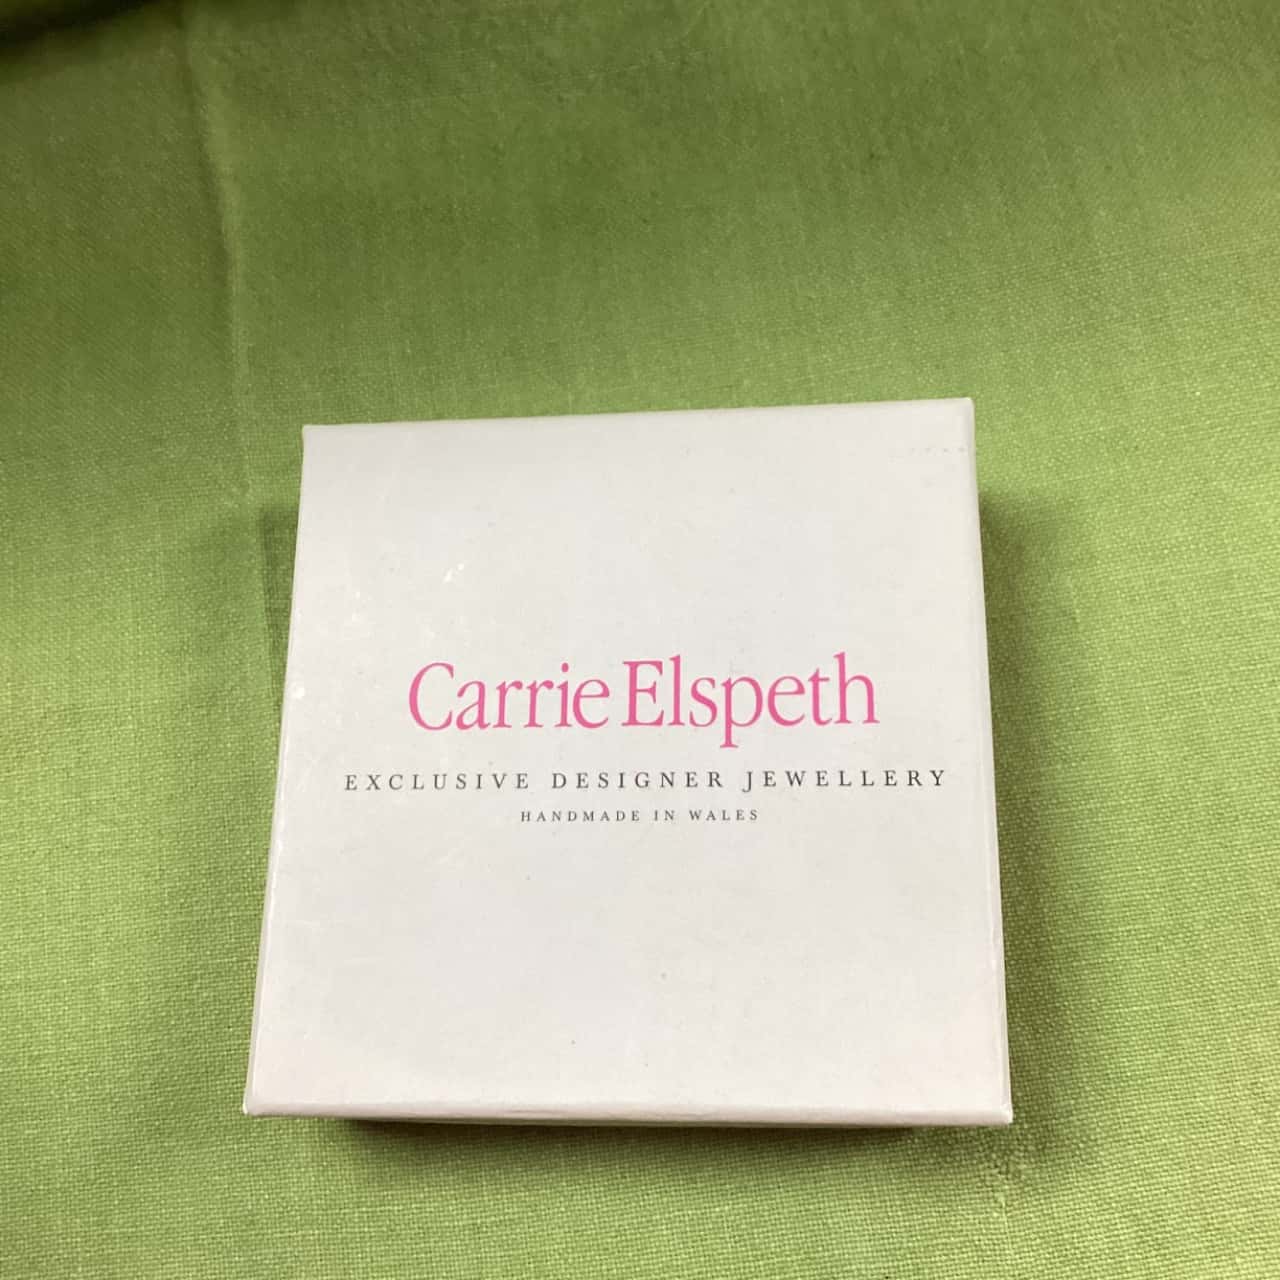 Carrie Elspeth
EXCLUSIVE DESIGNER JEWELLERY
HANDMADE IN WALES